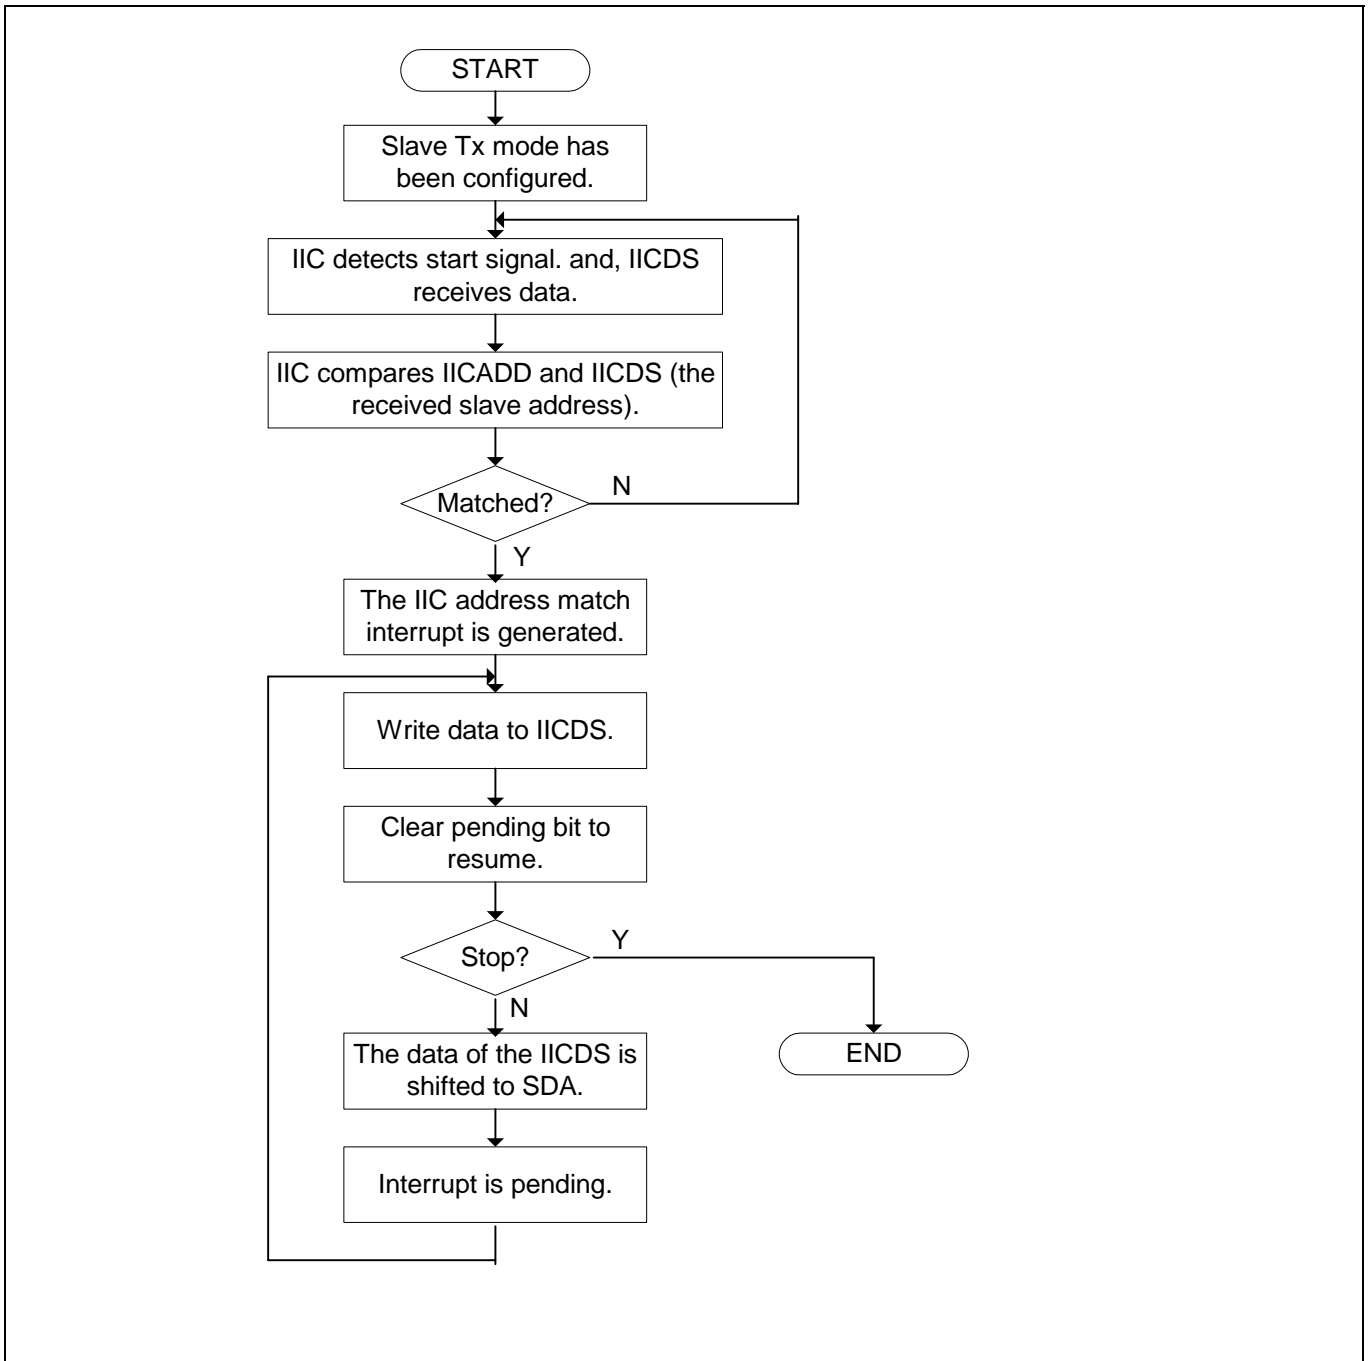 START
Slave Tx mode has
been configured.
IIC detects start signal. and, IICDS
receives data.
IIC compares IICADD and IICDS (the
received slave address).
Matched?
N
Y
The IIC address match
interrupt is generated.
Write data to IICDS.
Clear pending bit to
resume.
Stop?
Y
N
The data of the IICDS is
shifted to SDA.
END
Interrupt is pending.